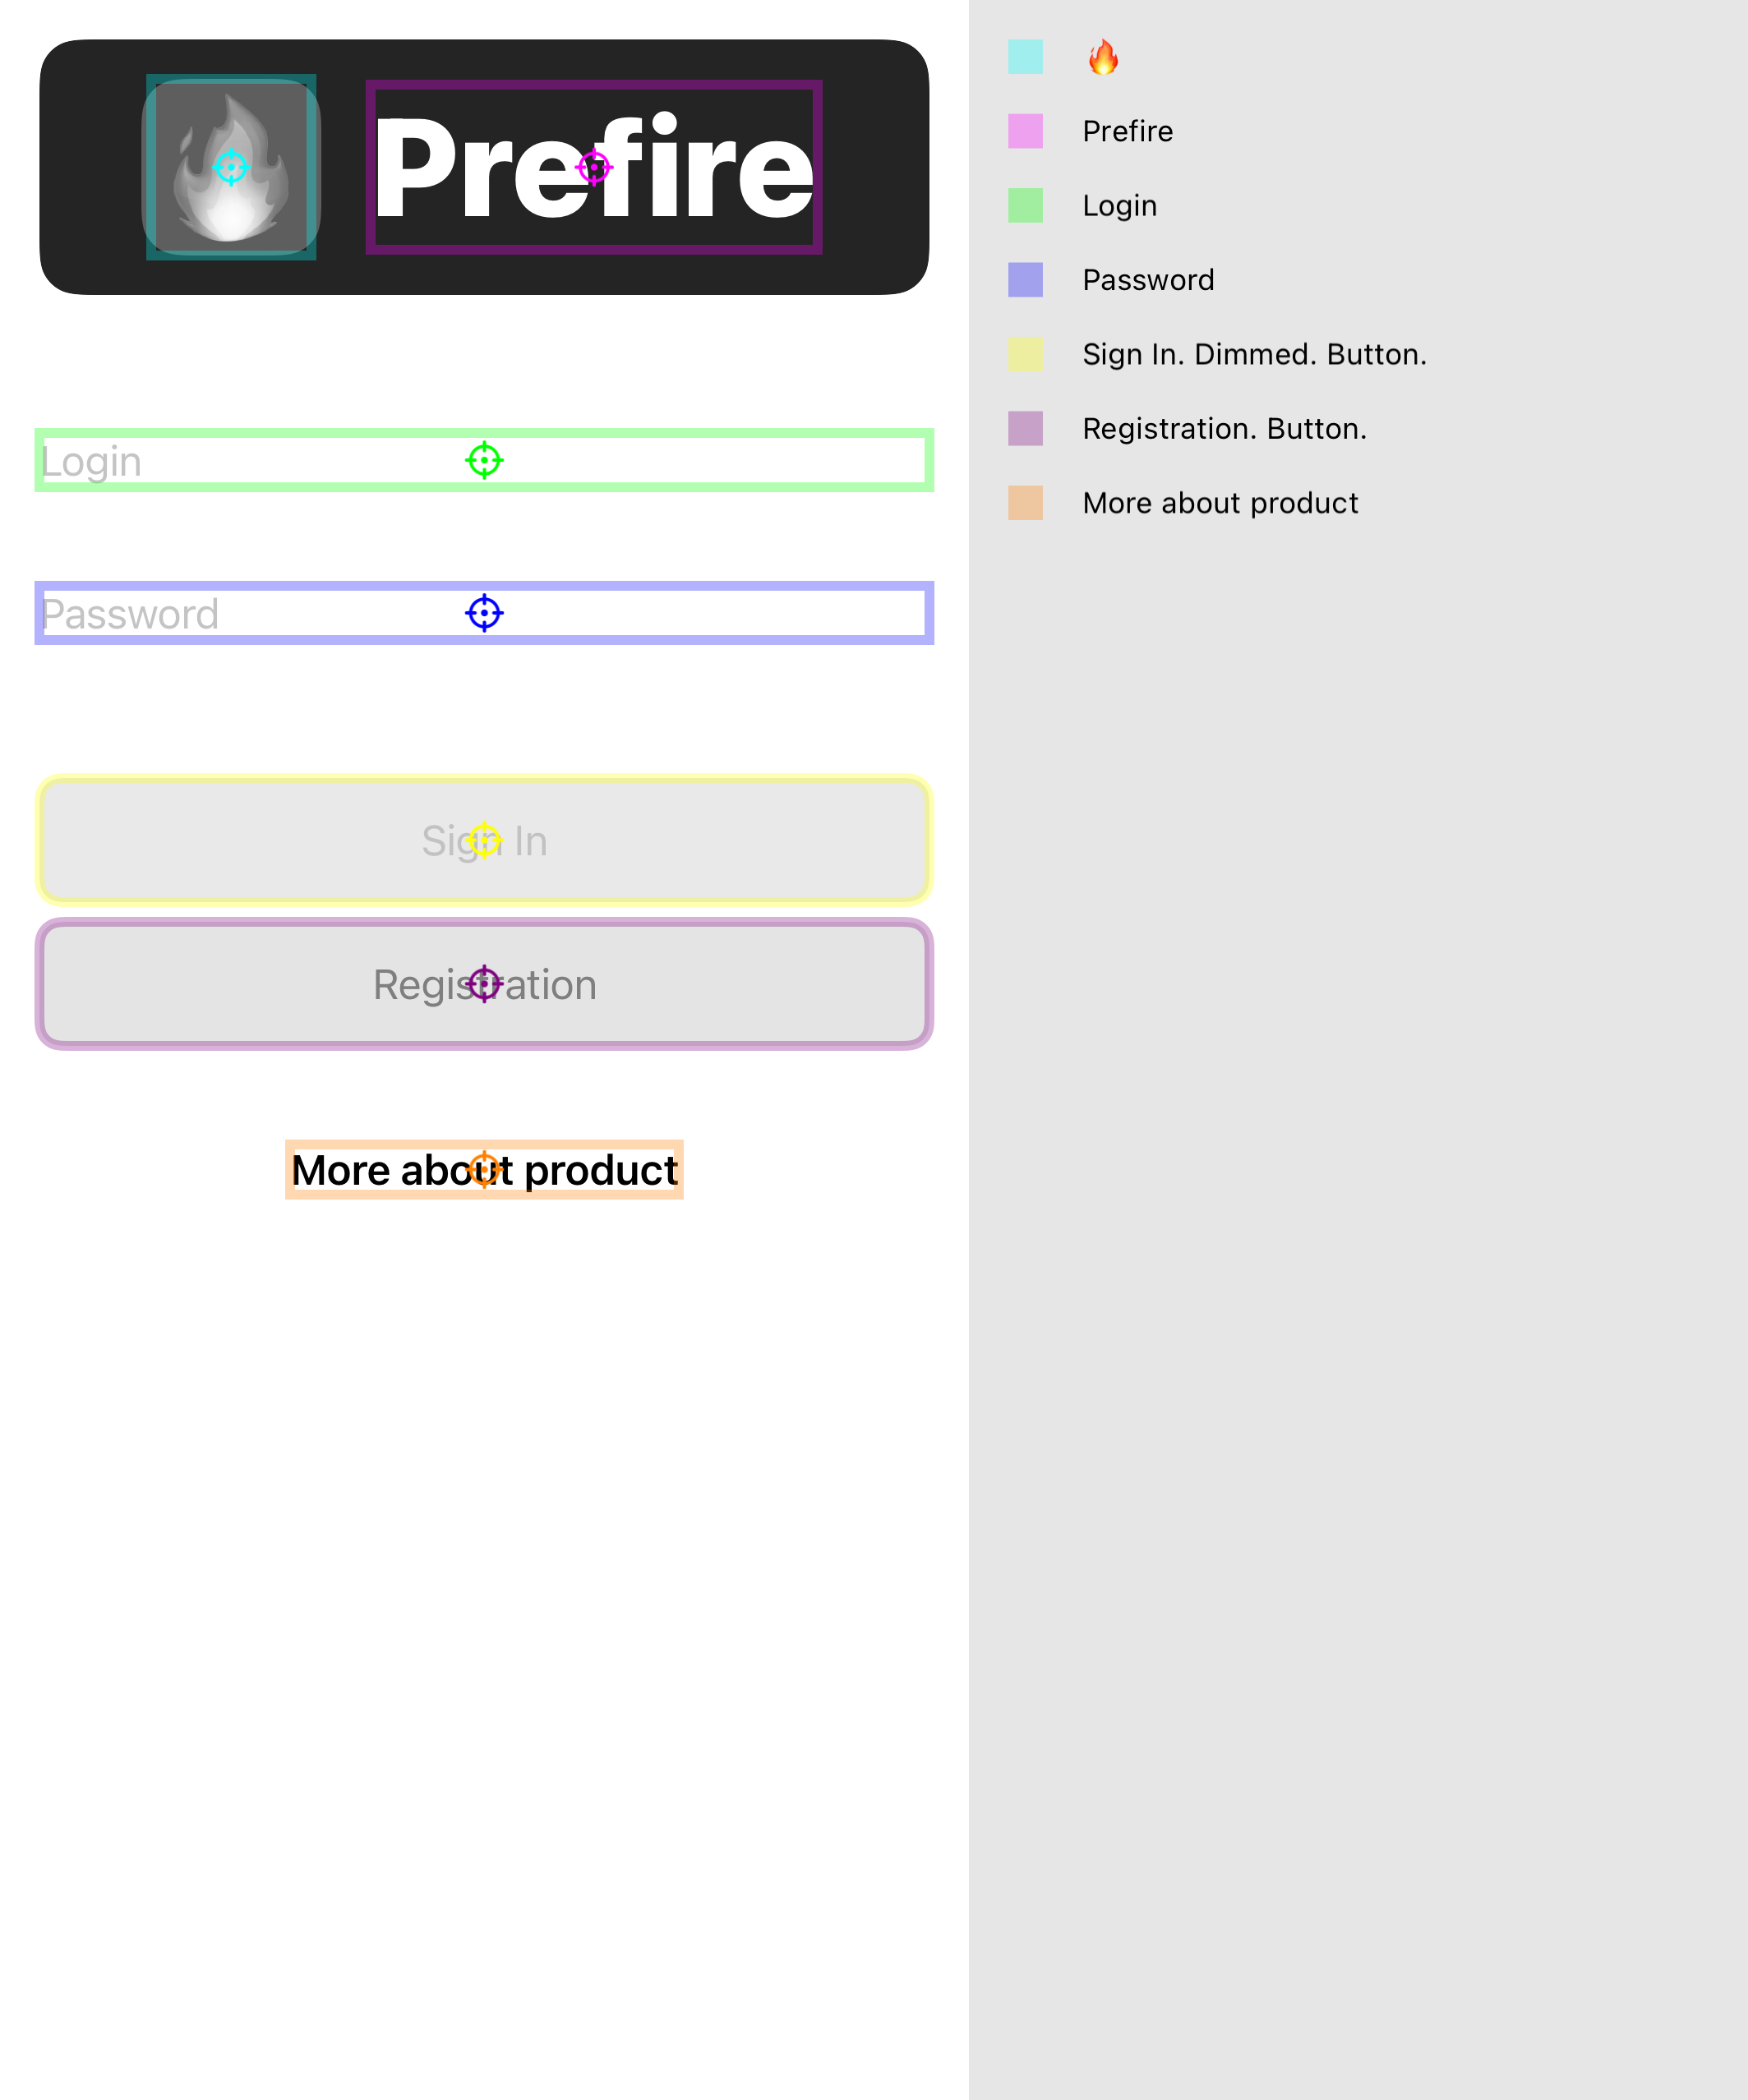 Prefire
Login
Password
Sign In
Registration
More about product
🔥
Prefire
Login
Password
Sign In. Dimmed. Button.
Registration. Button.
More about product